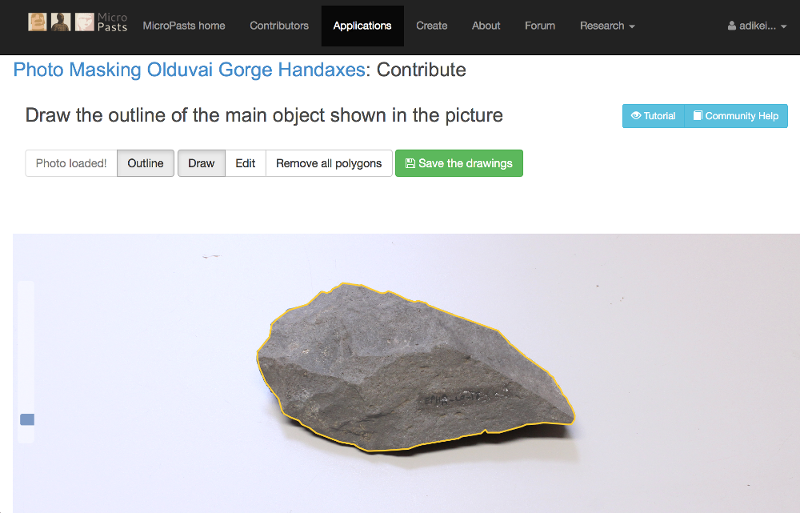 Micro
Pasts
MicroPasts home
Contributors
Applications
Create
About
Forum
Research
adikei...
Photo Masking Olduvai Gorge Handaxes: Contribute
Draw the outline of the main object shown in the picture
Tutorial
Community Help
Photo loaded!
Outline
Draw
Edit
Remove all polygons
Save the drawings